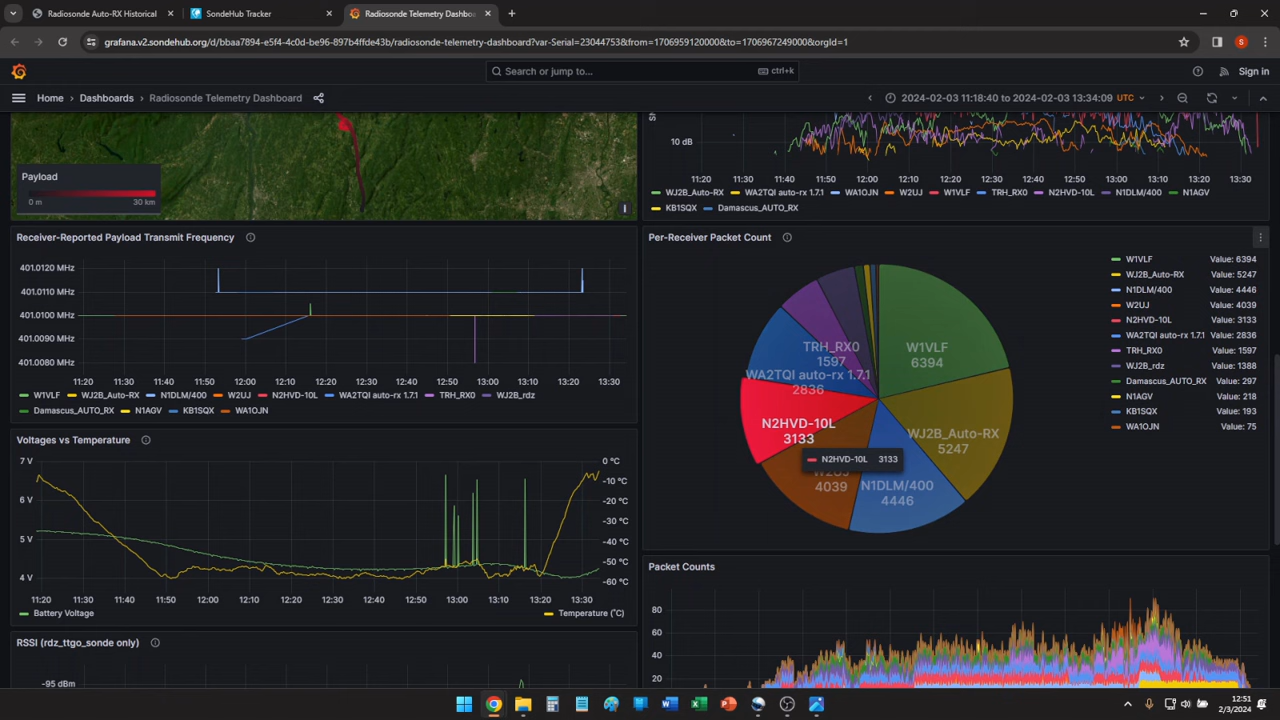 Radiosonde Auto-RX Historical
SondeHub Tracker
Radiosonde Telemetry Dashboa
grafana.v2.sondehub.org/d/bbaa7894-e5f4-4c0d-be96-897b4ffde43b/radiosonde-telemetry-dashboard?var-Serial=23044753&from=1706959120000&to=1706967249000&orgId=1
S
Search or jump to...
ctrl+k
Sign in
Home > Dashboards > Radiosonde Telemetry Dashboard
2024-02-03 11:18:40 to 2024-02-03 13:34:09 UTC
Payload
0 m 30 km
i
10 dB
11:20 11:30 11:40 11:50 12:00 12:10 12:20 12:30 12:40 12:50 13:00 13:10 13:20 13:30
WJ2B_Auto-RX WA2TQI auto-rx 1.7.1 WA1OJN W2UJ W1VLF TRH_RX0 N2HVD-10L N1DLM/400 N1AGV
KB1SQX Damascus_AUTO_RX
Receiver-Reported Payload Transmit Frequency
401.0120 MHz
401.0110 MHz
401.0100 MHz
401.0090 MHz
401.0080 MHz
11:20 11:30 11:40 11:50 12:00 12:10 12:20 12:30 12:40 12:50 13:00 13:10 13:20 13:30
W1VLF WJ2B_Auto-RX N1DLM/400 W2UJ N2HVD-10L WA2TQI auto-rx 1.7.1 TRH_RX0 WJ2B_rdz
Damascus_AUTO_RX N1AGV KB1SQX WA1OJN
Per-Receiver Packet Count
TRH_RX0
1597
WA2TQI auto-rx 1.7.1
2836
W1VLF
6394
N2HVD-10L
3133
WJ2B_Auto-RX
5247
N2HVD-10L 3133
W2UJ
4039
N1DLM/400
4446
W1VLF Value: 6394
WJ2B_Auto-RX Value: 5247
N1DLM/400 Value: 4446
W2UJ Value: 4039
N2HVD-10L Value: 3133
WA2TQI auto-rx 1.7.1 Value: 2836
TRH_RX0 Value: 1597
WJ2B_rdz Value: 1388
Damascus_AUTO_RX Value: 297
N1AGV Value: 218
KB1SQX Value: 193
WA1OJN Value: 75
Voltages vs Temperature
7 V
6 V
5 V
4 V
0 °C
-10 °C
-20 °C
-30 °C
-40 °C
-50 °C
-60 °C
11:20 11:30 11:40 11:50 12:00 12:10 12:20 12:30 12:40 12:50 13:00 13:10 13:20 13:30
Battery Voltage Temperature (°C)
RSSI (rdz_ttgo_sonde only)
-95 dBm
Packet Counts
80
60
40
20
12:51
2/3/2024